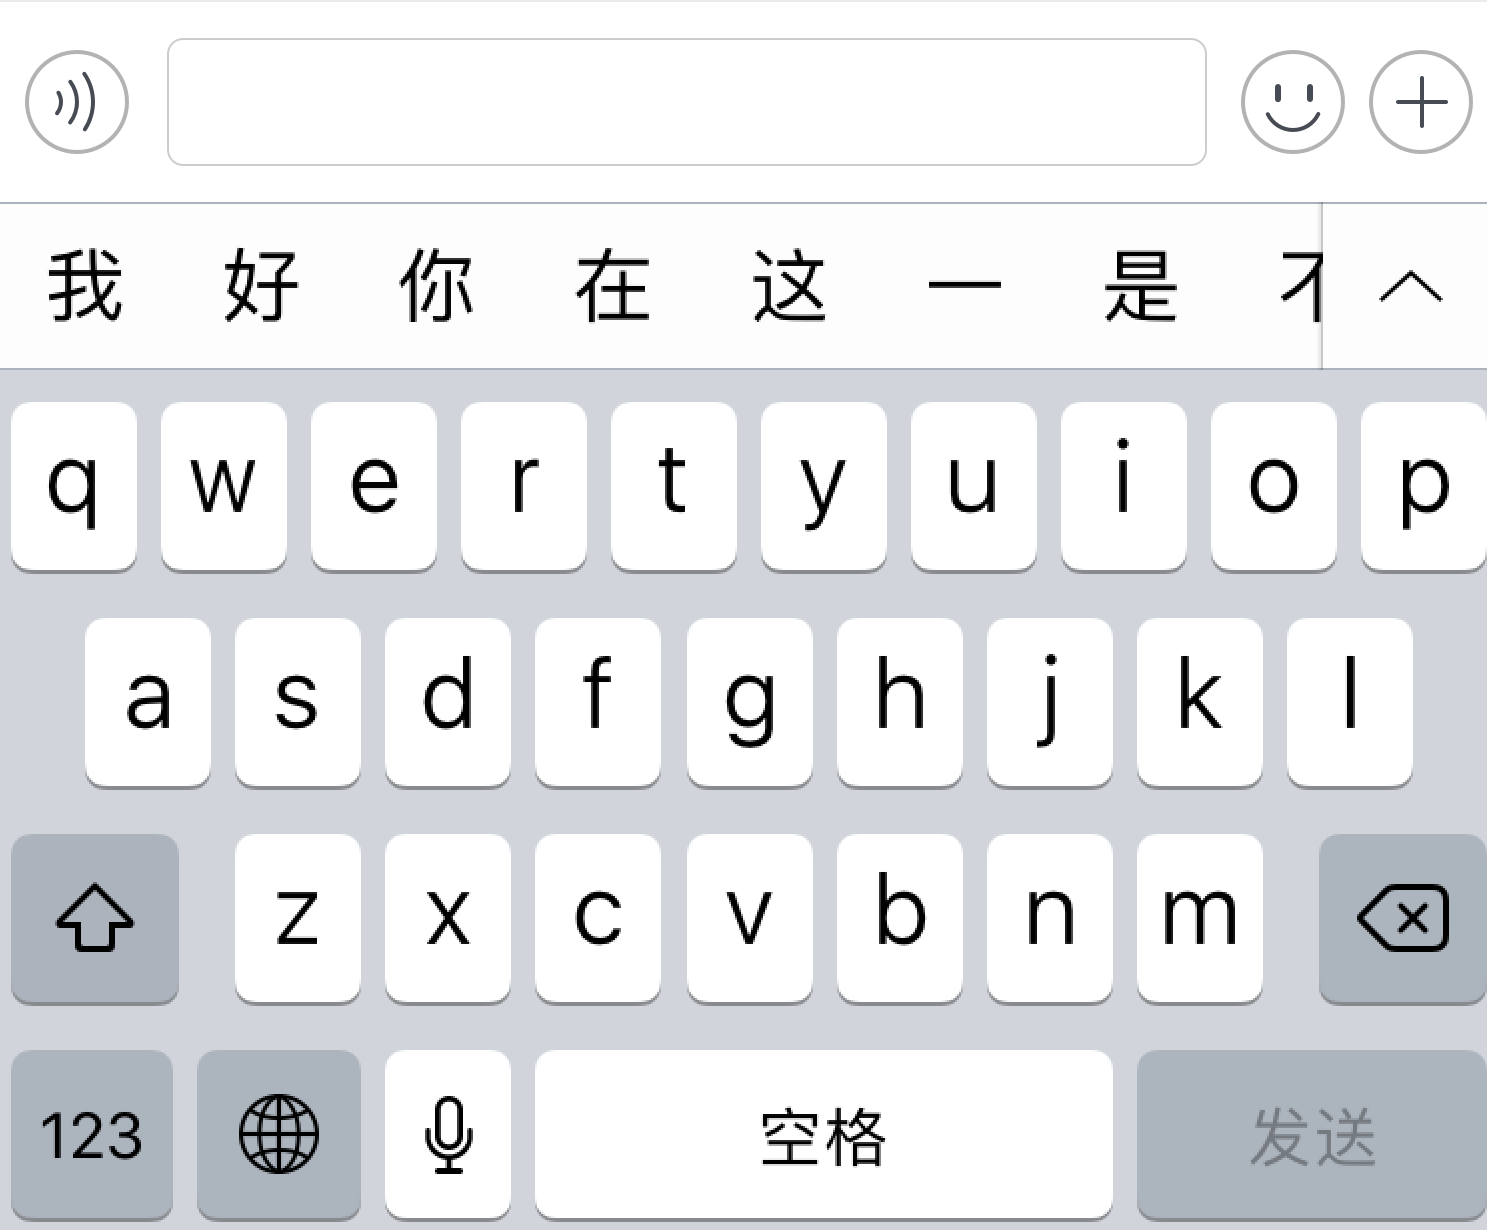 我 好 你 在 这 一 是
q w e r t y u i o p
a s d f g h j k l
z x c v b n m
123 空格 发送